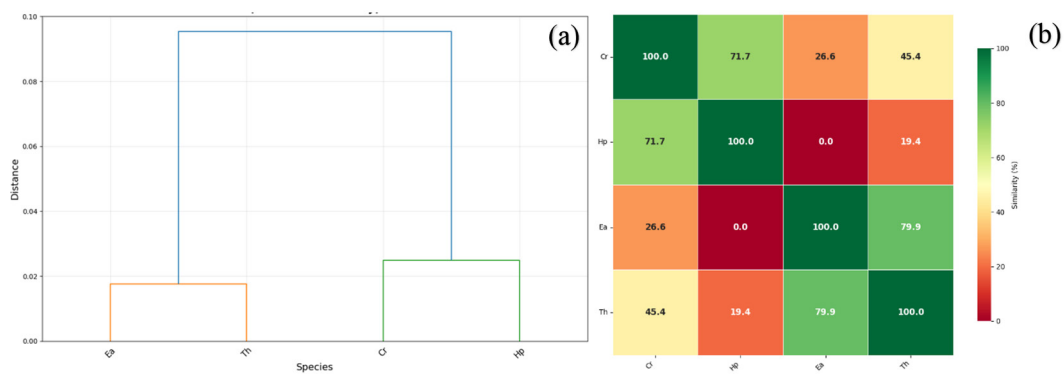 (a)
0.10
0.08
0.06
0.04
0.02
0.00
Distance
Ea Th Cr Hp
Species
(b)
Cr 100.0 71.7 26.6 45.4
Hp 71.7 100.0 0.0 19.4
Ea 26.6 0.0 100.0 79.9
Th 45.4 19.4 79.9 100.0
Cr Hp Ea Th
100
80
60
40
20
0
Similarity (%)